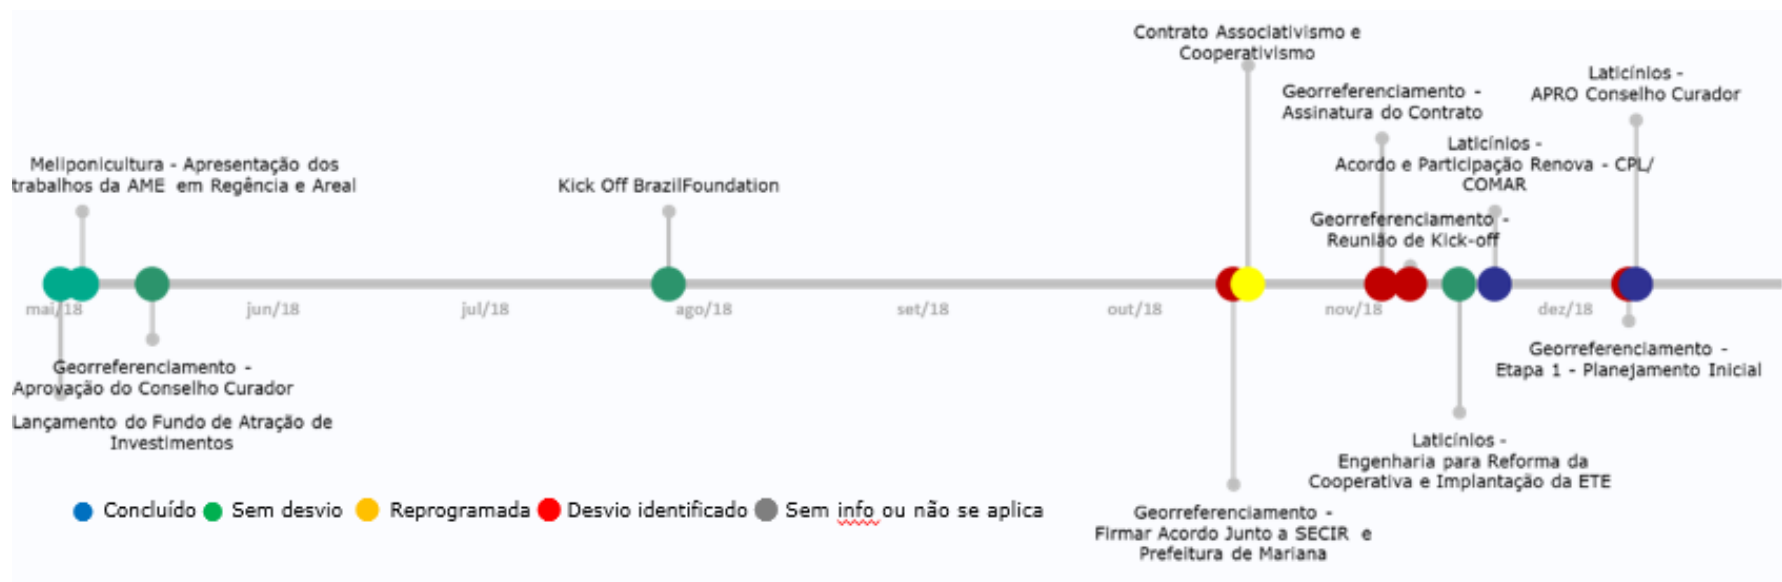 Contrato Associativismo e
Cooperativismo
Laticínios -
APRO Conselho Curador
Georreferenciamento -
Assinatura do Contrato
Laticínios -
Acordo e Participação Renova - CPL/
COMAR
Meliponicultura - Apresentação dos
trabalhos da AME em Regência e Areal
Kick Off BrazilFoundation
Georreferenciamento -
Reunião de Kick-off
mai/18
jun/18
jul/18
ago/18
set/18
out/18
nov/18
dez/18
Georreferenciamento -
Aprovação do Conselho Curador
Lançamento do Fundo de Atração de
Investimentos
Georreferenciamento -
Etapa 1 - Planejamento Inicial
Laticínios -
Engenharia para Reforma da
Cooperativa e Implantação da ETE
Georreferenciamento -
Firmar Acordo Junto a SECIR e
Prefeitura de Mariana
Concluído
Sem desvio
Reprogramada
Desvio identificado
Sem info ou não se aplica